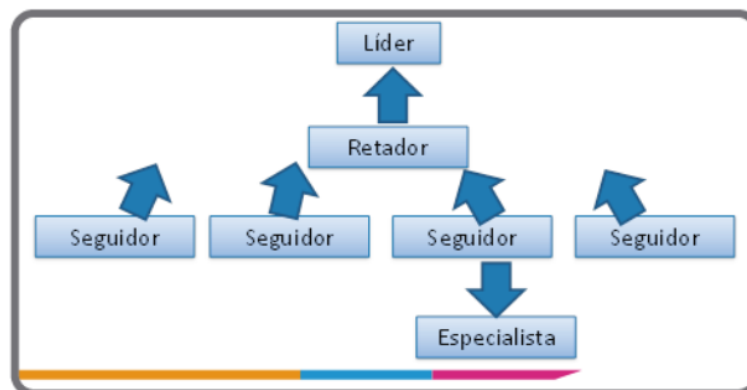 Líder
Retador
Seguidor
Seguidor
Seguidor
Seguidor
Especialista